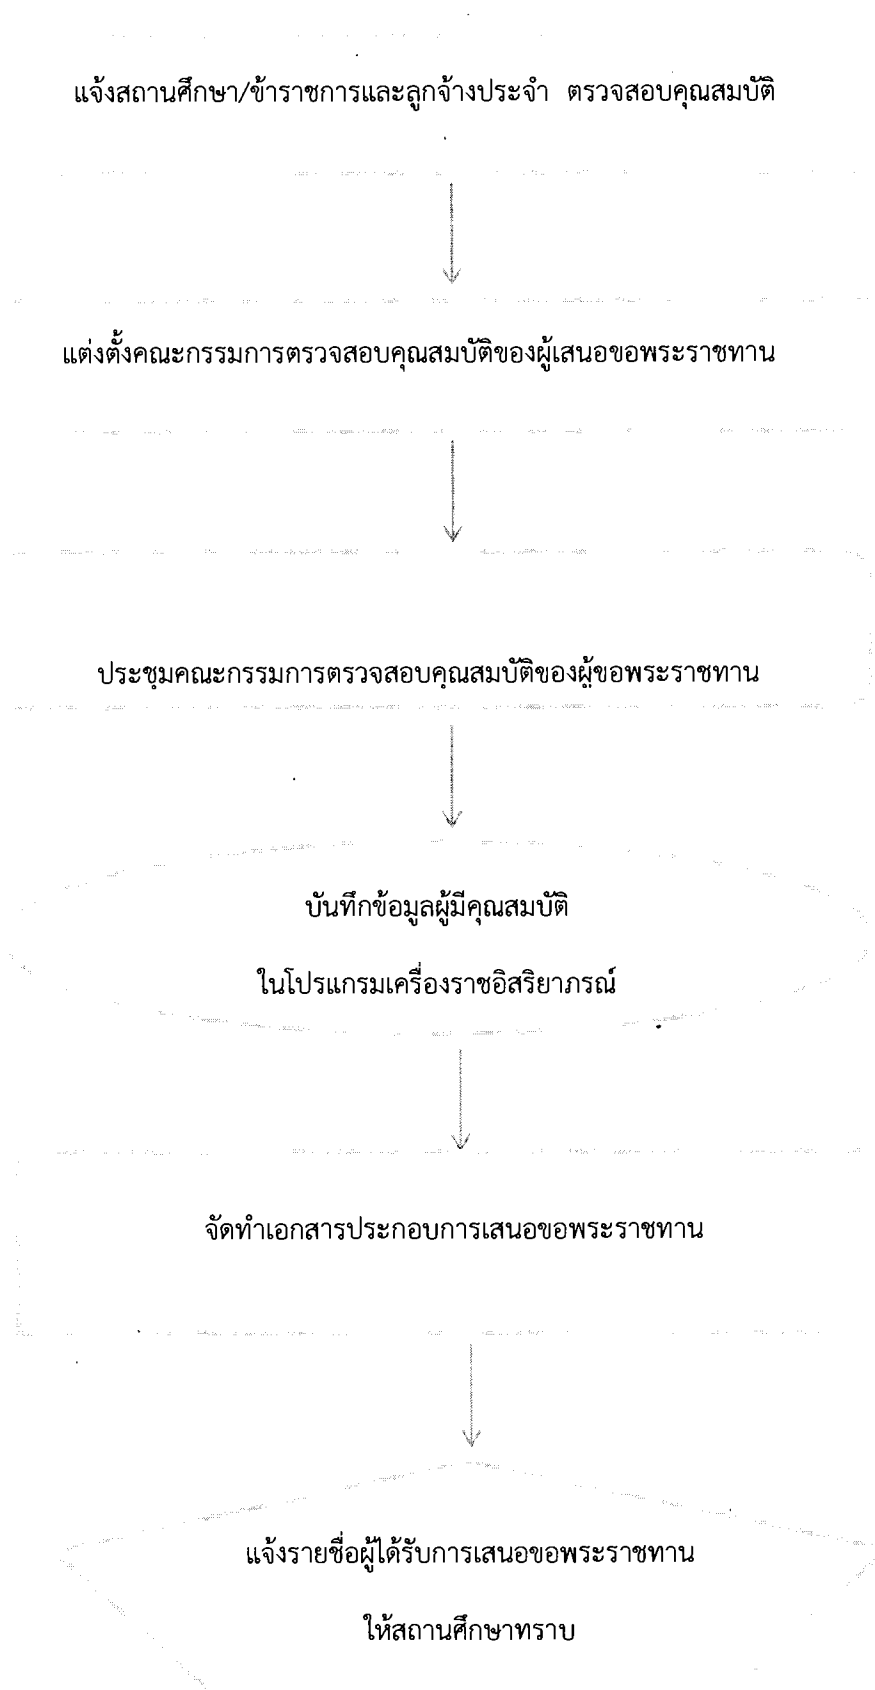 แจ้งสถานศึกษา/ข้าราชการและลูกจ้างประจำ ตรวจสอบคุณสมบัติ
แต่งตั้งคณะกรรมการตรวจสอบคุณสมบัติของผู้เสนอขอพระราชทาน
ประชุมคณะกรรมการตรวจสอบคุณสมบัติของผู้ขอพระราชทาน
บันทึกข้อมูลผู้มีคุณสมบัติ
ในโปรแกรมเครื่องราชอิสริยาภรณ์
จัดทำเอกสารประกอบการเสนอขอพระราชทาน
แจ้งรายชื่อผู้ได้รับการเสนอขอพระราชทาน
ให้สถานศึกษาทราบ